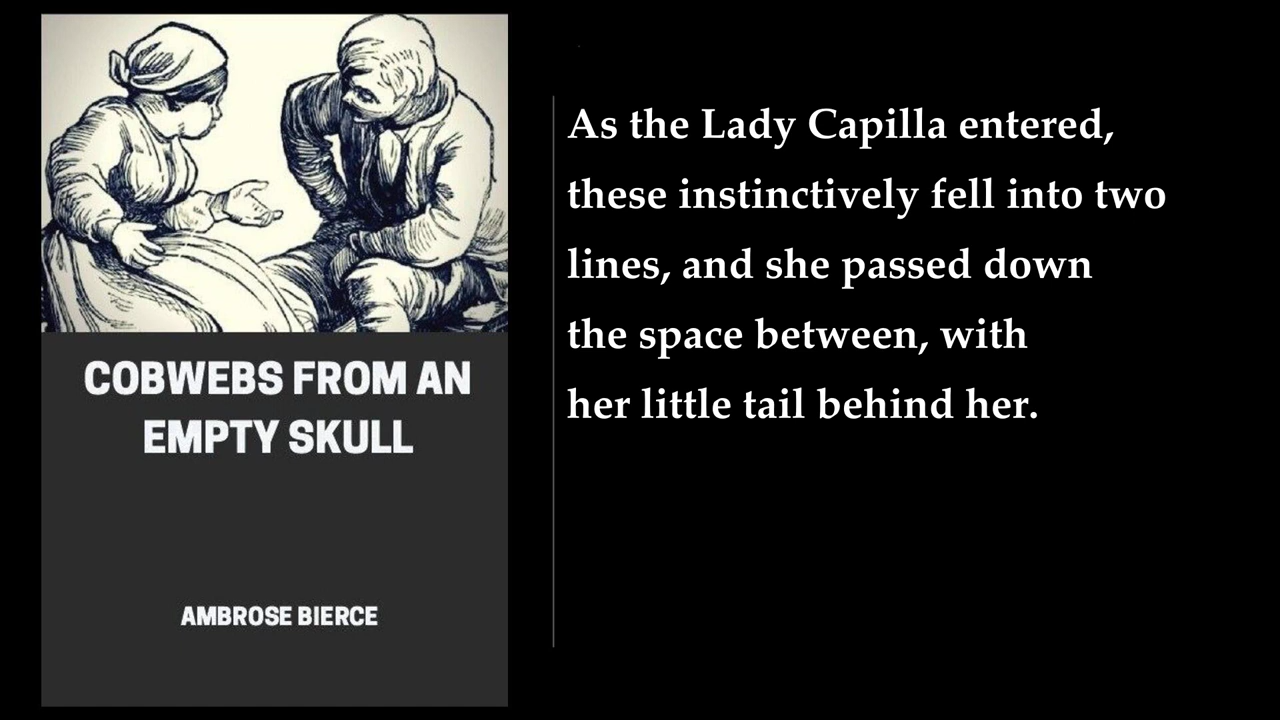 COBWEBS FROM AN
EMPTY SKULL
AMBROSE BIERCE
As the Lady Capilla entered,
these instinctively fell into two
lines, and she passed down
the space between, with
her little tail behind her.